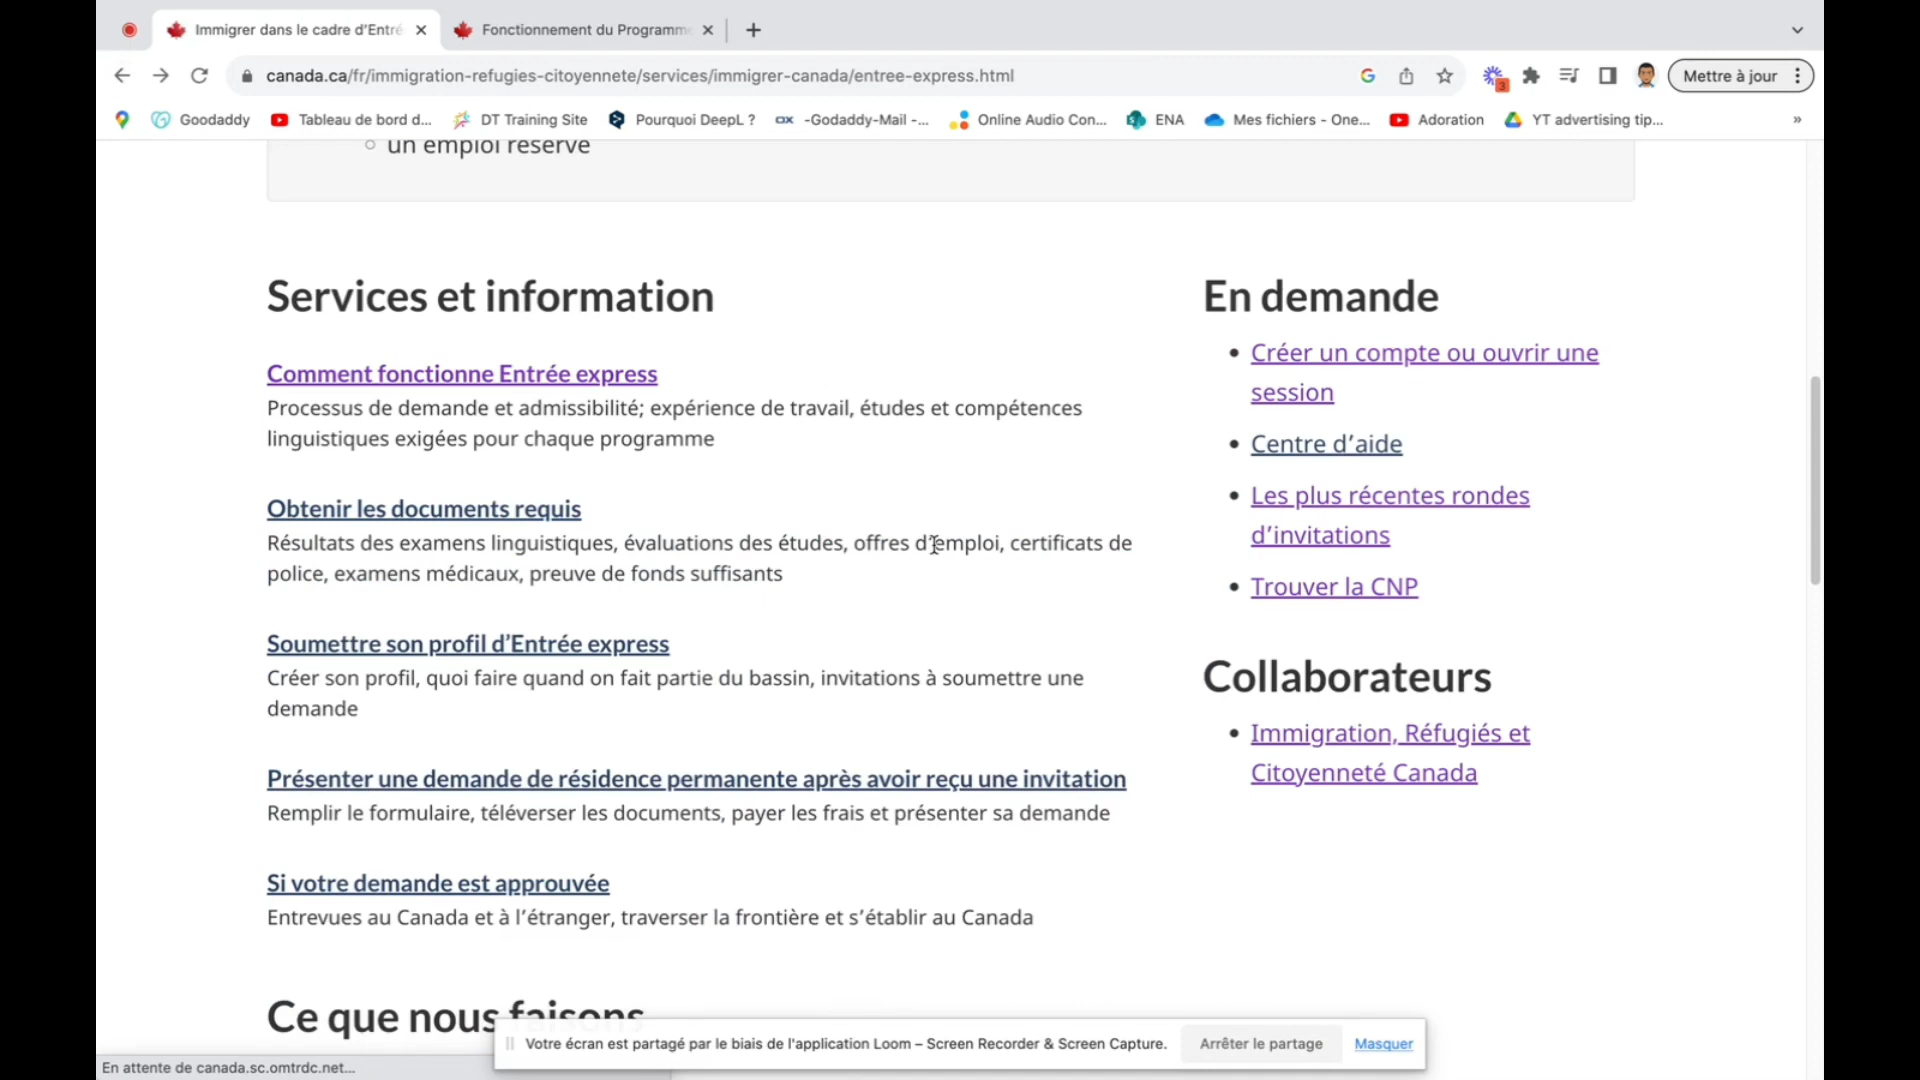 Immigrer dans le cadre d'Entré
Fonctionnement du Programm
canada.ca/fr/immigration-refugies-citoyennete/services/immigrer-canada/entree-express.html
3
Mettre à jour
Goodaddy
Tableau de bord d...
DT Training Site
Pourquoi DeepL ?
OX
-Godaddy-Mail -...
Online Audio Con...
ENA
Mes fichiers - One...
Adoration
YT advertising tip...
»
un emploi réservé
Services et information
Comment fonctionne Entrée express
Processus de demande et admissibilité; expérience de travail, études et compétences
linguistiques exigées pour chaque programme
Obtenir les documents requis
Résultats des examens linguistiques, évaluations des études, offres d'emploi, certificats de
police, examens médicaux, preuve de fonds suffisants
Soumettre son profil d’Entrée express
Créer son profil, quoi faire quand on fait partie du bassin, invitations à soumettre une
demande
Présenter une demande de résidence permanente après avoir reçu une invitation
Remplir le formulaire, téléverser les documents, payer les frais et présenter sa demande
Si votre demande est approuvée
Entrevues au Canada et à l’étranger, traverser la frontière et s’établir au Canada
Ce que nous faisons
En demande
Créer un compte ou ouvrir une
session
Centre d’aide
Les plus récentes rondes
d’invitations
Trouver la CNP
Collaborateurs
Immigration, Réfugiés et
Citoyenneté Canada
Votre écran est partagé par le biais de l'application Loom – Screen Recorder & Screen Capture.
Arrêter le partage
Masquer
En attente de canada.sc.omtrdc.net...